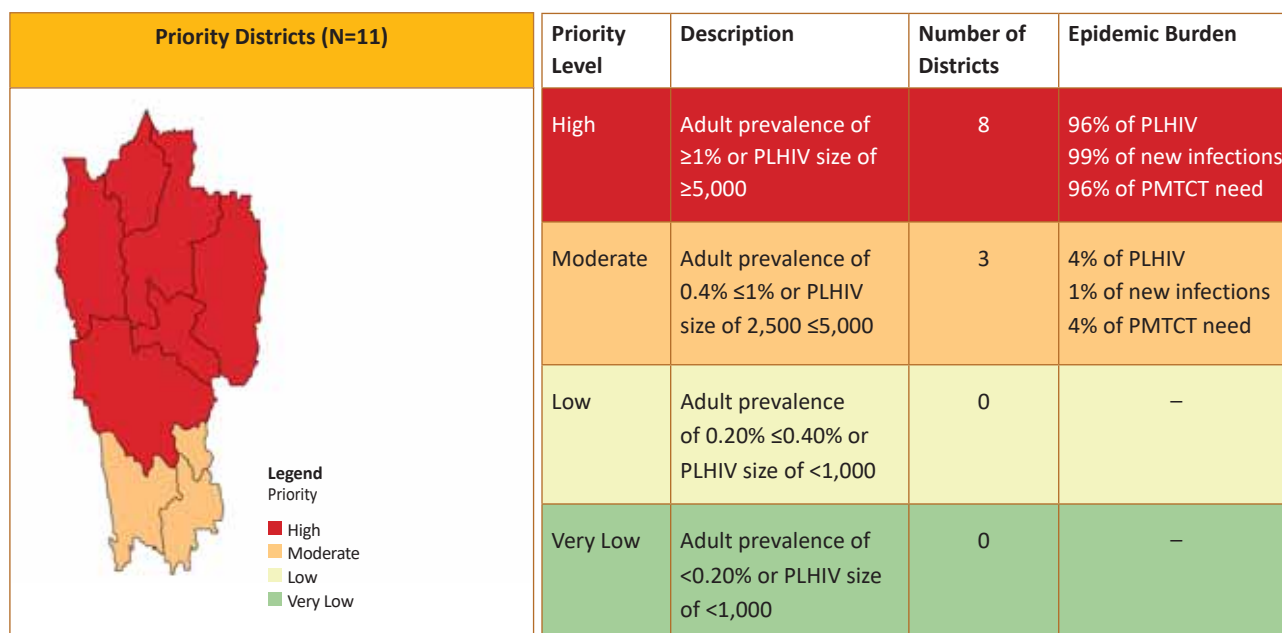 Priority Districts (N=11)
Legend
Priority
High
Moderate
Low
Very Low
Priority
Level
Description
Number of
Districts
Epidemic Burden
High
Adult prevalence of
≥1% or PLHIV size of
≥5,000
8
96% of PLHIV
99% of new infections
96% of PMTCT need
Moderate
Adult prevalence of
0.4% ≤1% or PLHIV
size of 2,500 ≤5,000
3
4% of PLHIV
1% of new infections
4% of PMTCT need
Low
Adult prevalence
of 0.20% ≤0.40% or
PLHIV size of <1,000
0
–
Very Low
Adult prevalence of
<0.20% or PLHIV size
of <1,000
0
–